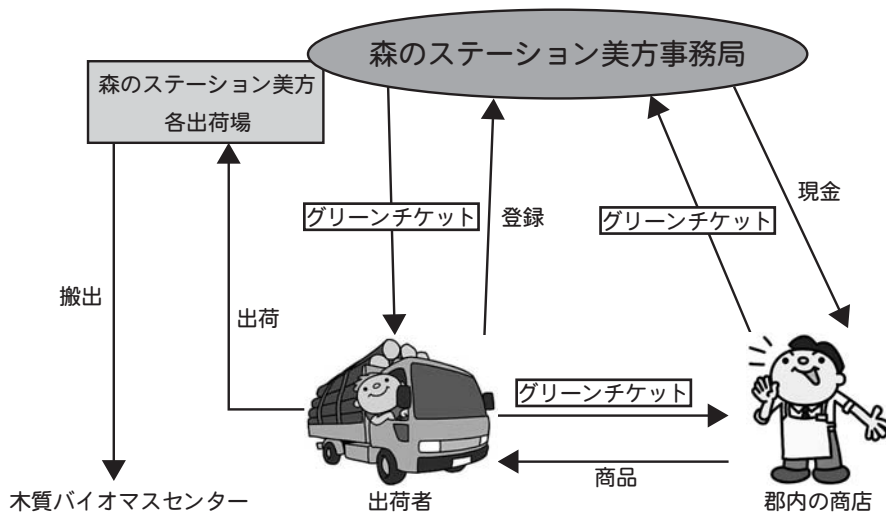 森のステーション美方事務局
森のステーション美方
各出荷場
グリーンチケット
登録
グリーンチケット
現金
搬出
出荷
グリーンチケット
商品
木質バイオマスセンター
出荷者
郡内の商店